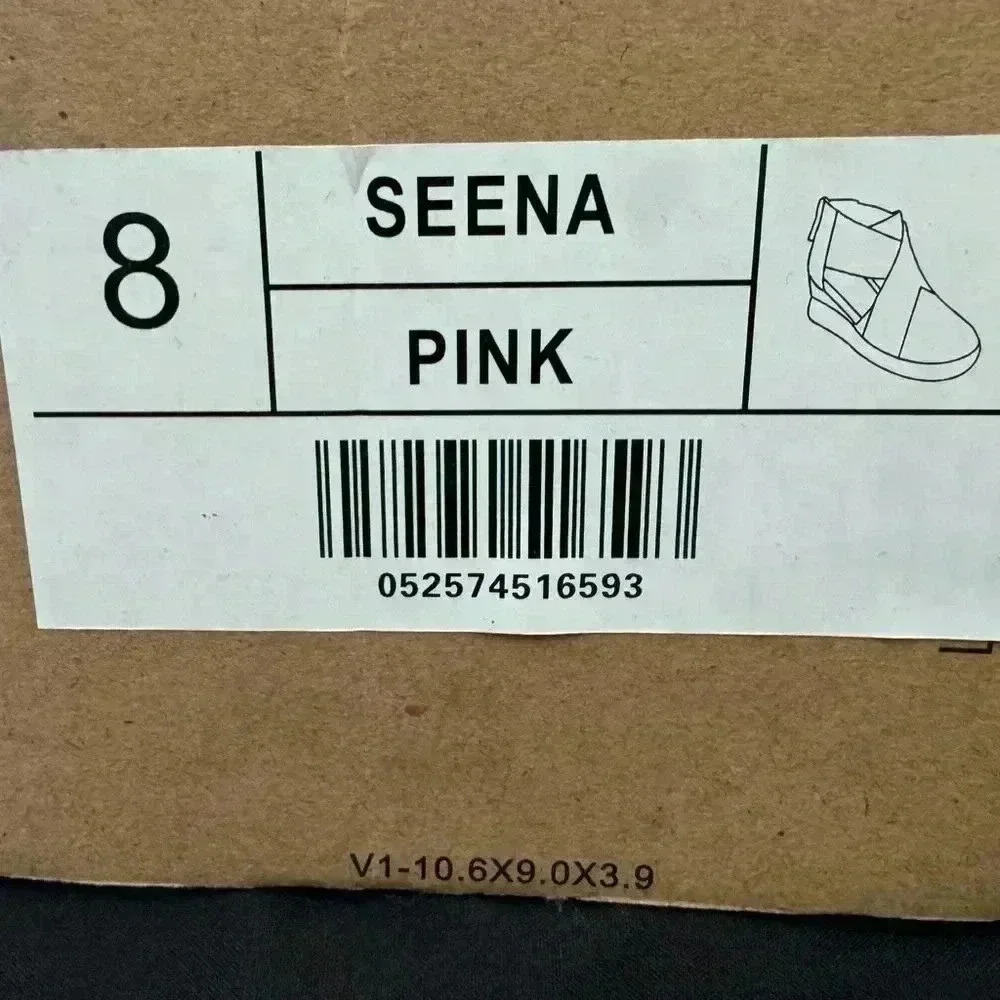 8
SEENA
PINK
052574516593
V1-10.6X9.0X3.9